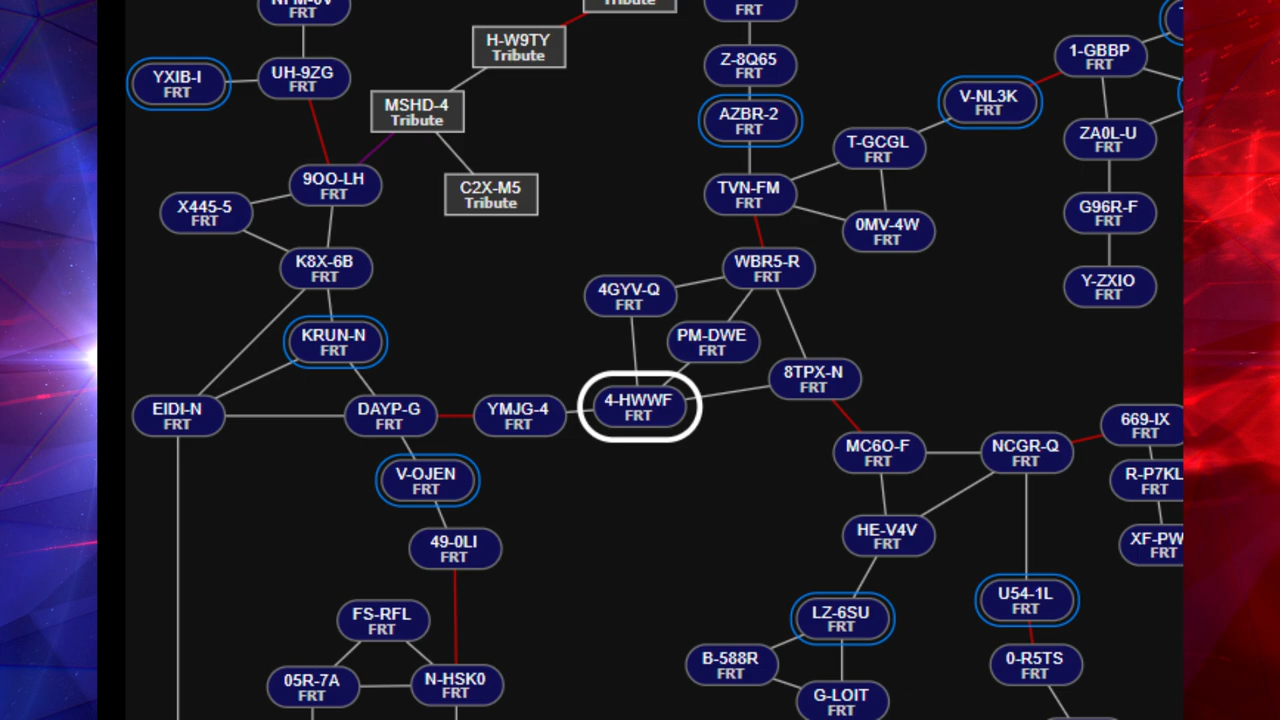 NFM-0V
FRT
Tribute
FRT
H-W9TY
Tribute
1-GBBP
FRT
Z-8Q65
FRT
YXIB-I
FRT
UH-9ZG
FRT
V-NL3K
FRT
MSHD-4
Tribute
AZBR-2
FRT
ZA0L-U
FRT
T-GCGL
FRT
9OO-LH
FRT
C2X-M5
Tribute
TVN-FM
FRT
X445-5
FRT
G96R-F
FRT
0MV-4W
FRT
K8X-6B
FRT
WBR5-R
FRT
Y-ZXIO
FRT
4GYV-Q
FRT
KRUN-N
FRT
PM-DWE
FRT
8TPX-N
FRT
EIDI-N
FRT
DAYP-G
FRT
YMJG-4
FRT
4-HWWF
FRT
669-IX
FRT
MC6O-F
FRT
NCGR-Q
FRT
V-OJEN
FRT
R-P7KL
FRT
HE-V4V
FRT
49-0LI
FRT
XF-PW
FRT
U54-1L
FRT
FS-RFL
FRT
LZ-6SU
FRT
B-588R
FRT
0-R5TS
FRT
05R-7A
FRT
N-HSK0
FRT
G-LOIT
FRT